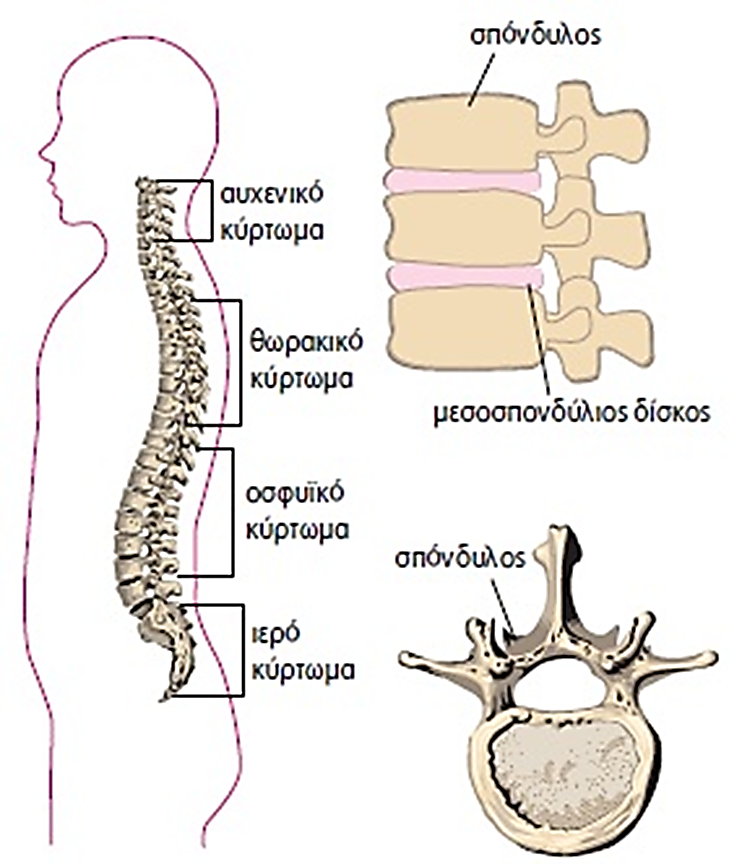 σπόνδυλος
αυχενικό
κύρτωμα
θωρακικό
κύρτωμα
μεσοσπονδύλιος δίσκος
οσφυϊκό
κύρτωμα
σπόνδυλος
ιερό
κύρτωμα